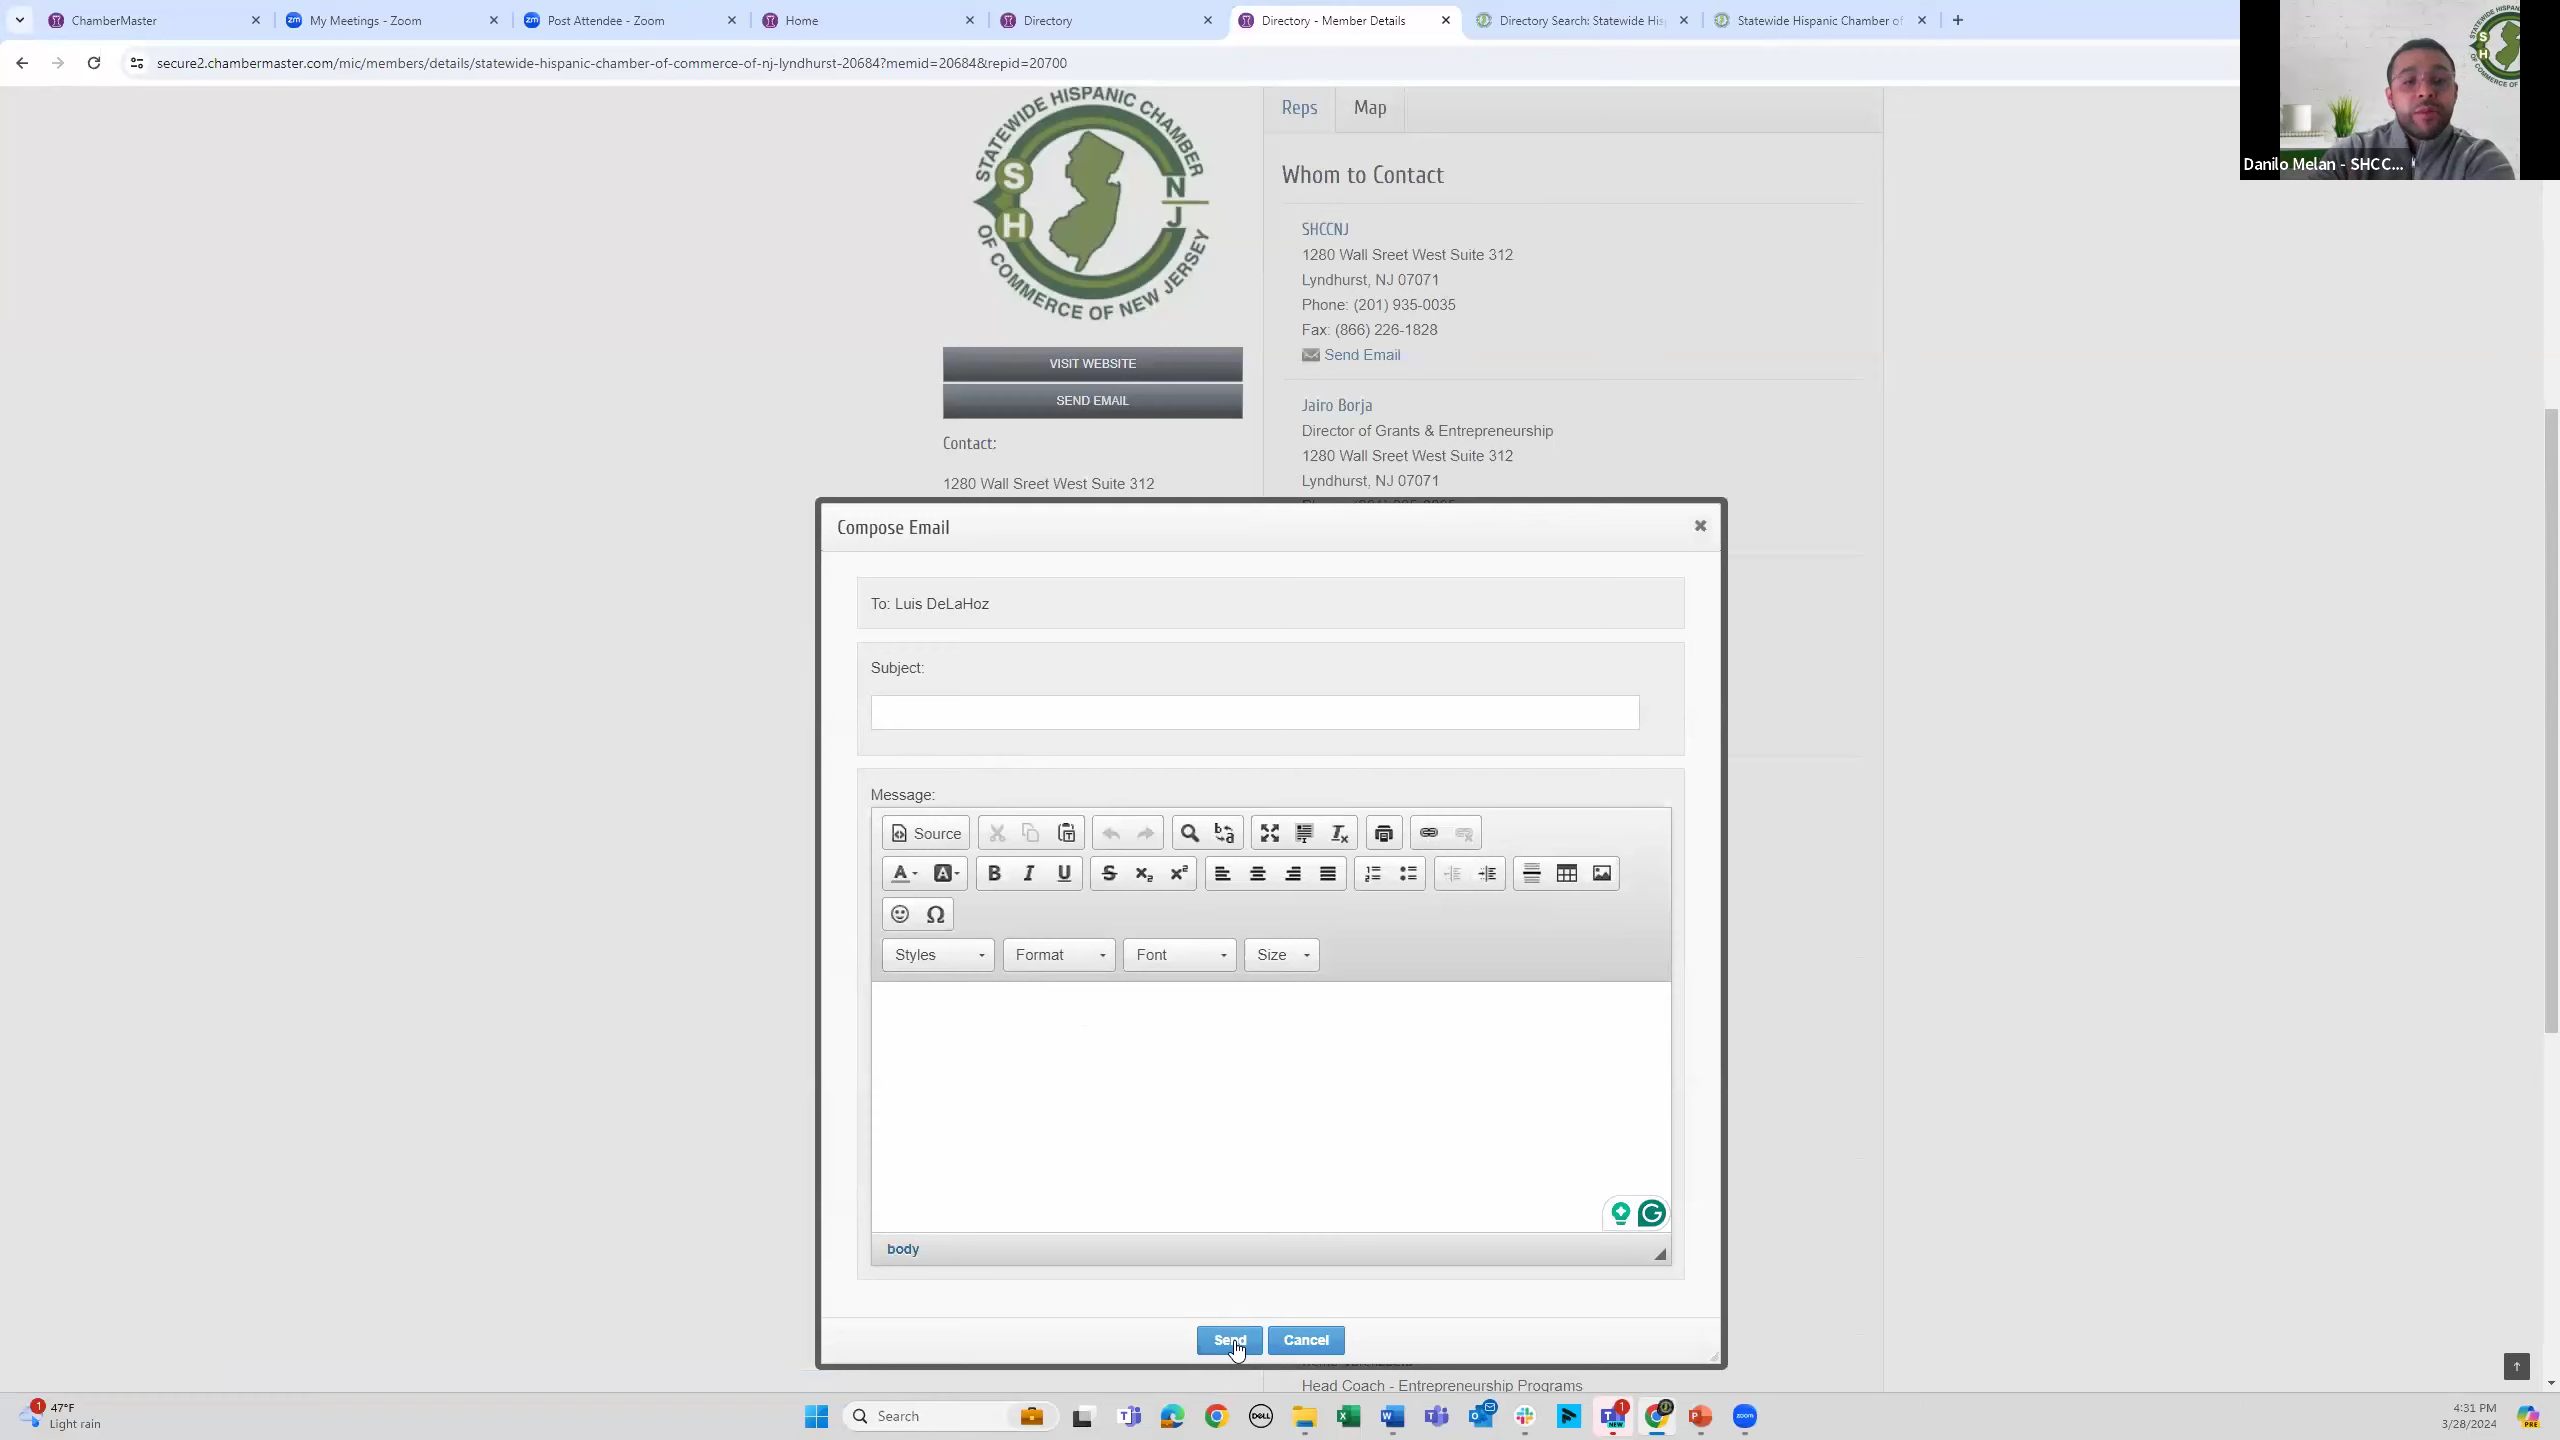 ChamberMaster
My Meetings - Zoom
Post Attendee - Zoom
Home
Directory
Directory - Member Details
Directory Search: Statewide His
Statewide Hispanic Chamber of
secure2.chambermaster.com/mic/members/details/statewide-hispanic-chamber-of-commerce-of-nj-lyndhurst-20684?memid=20684&repid=20700
Danilo Melan - SHCC...
STATEWIDE HISPANIC CHAMBER
OF COMMERCE OF NEW JERSEY
S
H
N
J
VISIT WEBSITE
SEND EMAIL
Contact:
1280 Wall Sreet West Suite 312
Reps
Map
Whom to Contact
SHCCNJ
1280 Wall Sreet West Suite 312
Lyndhurst, NJ 07071
Phone: (201) 935-0035
Fax: (866) 226-1828
Send Email
Jairo Borja
Director of Grants & Entrepreneurship
1280 Wall Sreet West Suite 312
Lyndhurst, NJ 07071
Compose Email
To: Luis DeLaHoz
Subject:
Message:
Source
Styles
Format
Font
Size
body
Send
Cancel
Head Coach - Entrepreneurship Programs
1
47°F
Light rain
Search
DELL
1
NEW
zoom
4:31 PM
3/28/2024
PRE